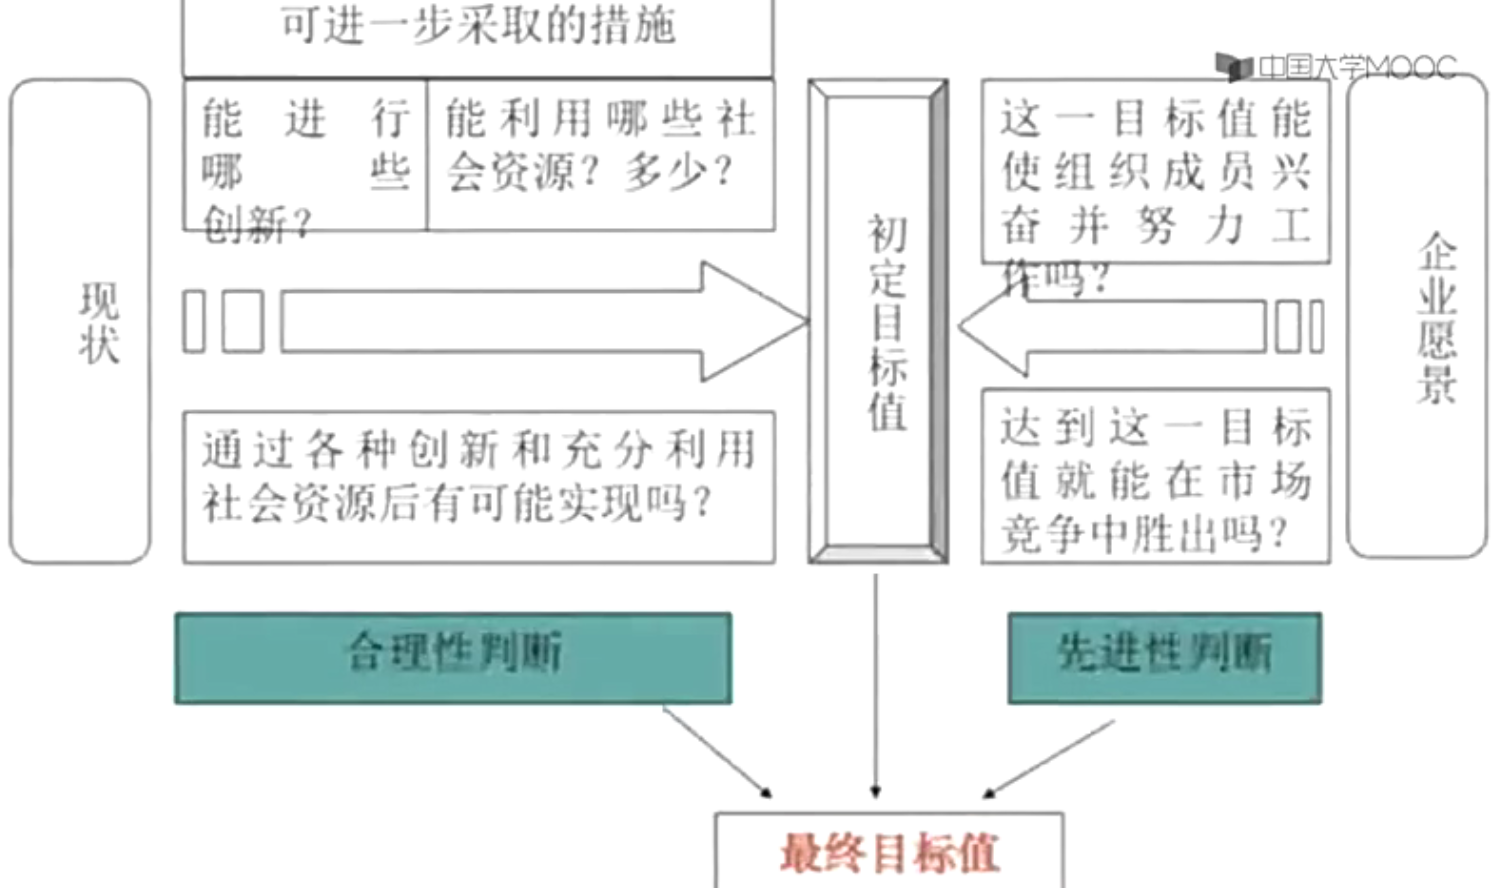 可进一步采取的措施
中国大学MOOC
能进行
哪些
创新?
能利用哪些社
会资源?多少?
这一目标值能
使组织成员兴
奋并努力工
作吗?
现状
初定目标值
企业愿景
通过各种创新和充分利用
社会资源后有可能实现吗?
达到这一目标
值就能在市场
竞争中胜出吗?
合理性判断
先进性判断
最终目标值